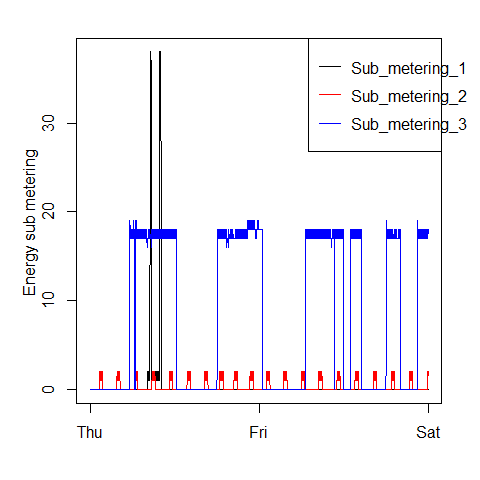 Sub_metering_1
Sub_metering_2
Sub_metering_3
Energy sub metering
30
20
10
0
Thu
Fri
Sat